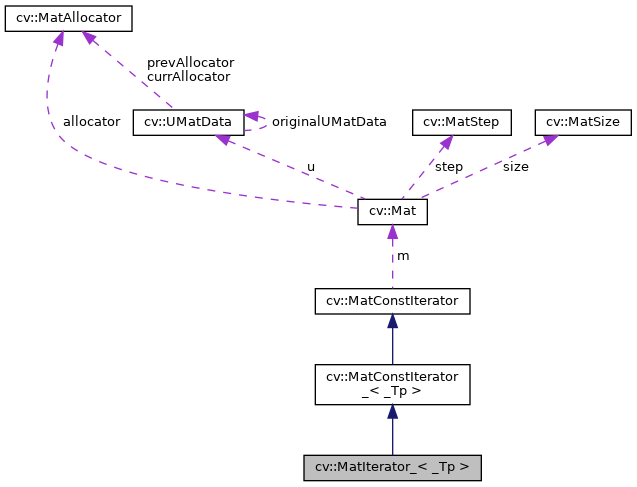 cv::MatAllocator
prevAllocator
currAllocator
allocator
cv::UMatData
originalUMatData
cv::MatStep
cv::MatSize
u
step
size
cv::Mat
m
cv::MatConstIterator
cv::MatConstIterator
_< _Tp >
cv::MatIterator_< _Tp >